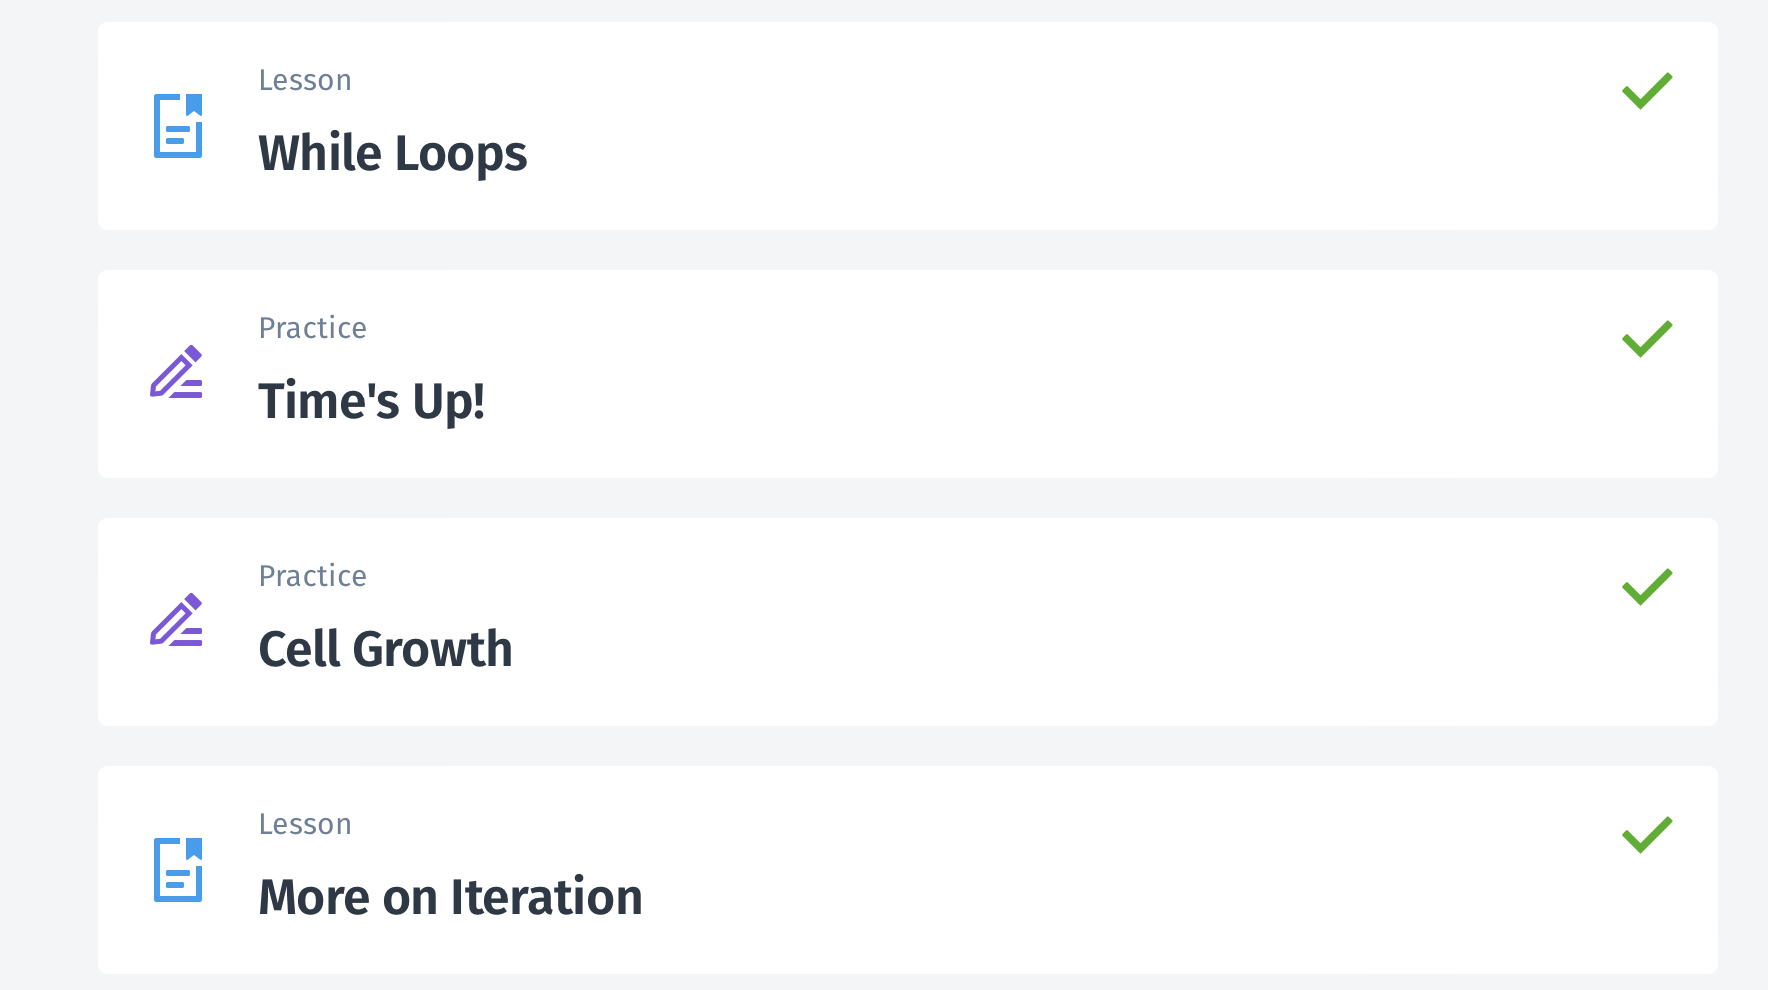 Lesson
While Loops
Practice
Time's Up!
Practice
Cell Growth
Lesson
More on Iteration